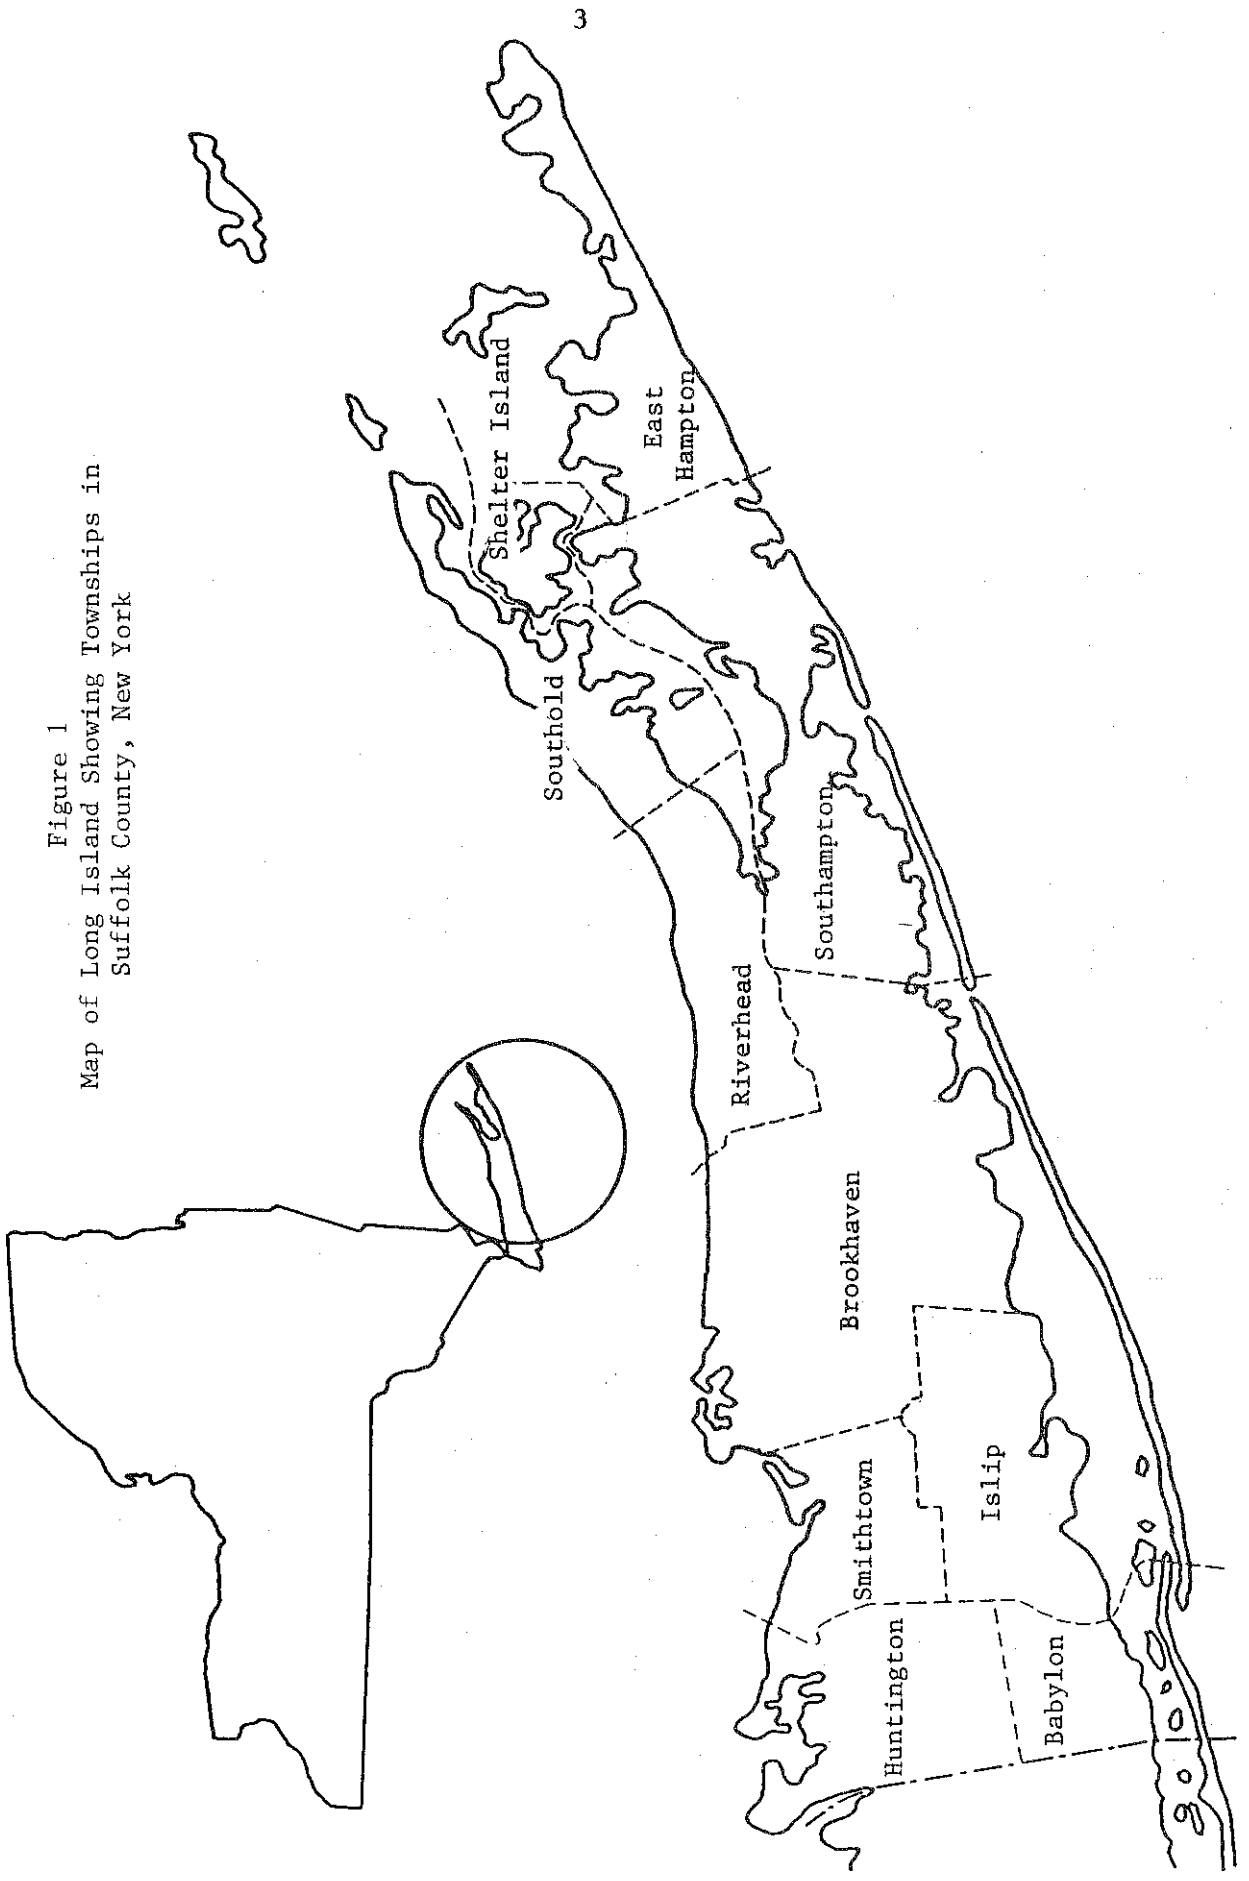 3
Figure 1
Map of Long Island Showing Townships in
Suffolk County, New York
Shelter Island
East
Hampton
Southold
Southampton
Riverhead
Brookhaven
Smithtown
Islip
Huntington
Babylon